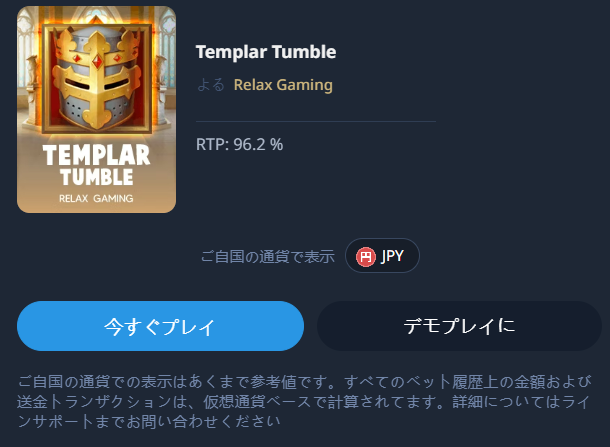 TEMPLAR
TUMBLE
RELAX GAMING
Templar Tumble
よる Relax Gaming
RTP: 96.2 %
ご自国の通貨で表示 円 JPY
今すぐプレイ デモプレイに
ご自国の通貨での表示はあくまで参考値です。すべてのベット履歴上の金額および
送金トランザクションは、仮想通貨ベースで計算されてます。詳細についてはライ
ンサポートまでお問い合わせください